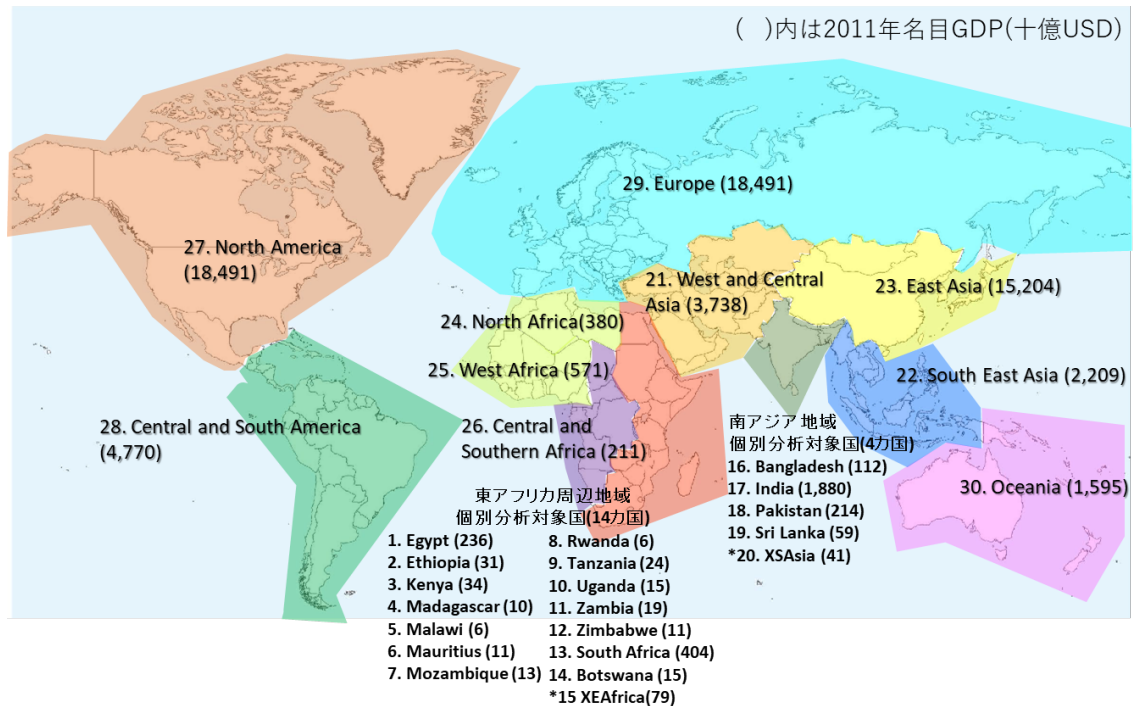 (　)内は2011年名目GDP(十億USD)
29. Europe (18,491)
27. North America
(18,491)
21. West and Central
Asia (3,738)
23. East Asia (15,204)
24. North Africa(380)
25. West Africa (571)
22. South East Asia (2,209)
28. Central and South America
(4,770)
26. Central and
Southern Africa (211)
南アジア地域
個別分析対象国(4カ国)
16. Bangladesh (112)
17. India (1,880)
18. Pakistan (214)
19. Sri Lanka (59)
*20. XSAsia (41)
30. Oceania (1,595)
東アフリカ周辺地域
個別分析対象国(14カ国)
1. Egypt (236)
2. Ethiopia (31)
3. Kenya (34)
4. Madagascar (10)
5. Malawi (6)
6. Mauritius (11)
7. Mozambique (13)
8. Rwanda (6)
9. Tanzania (24)
10. Uganda (15)
11. Zambia (19)
12. Zimbabwe (11)
13. South Africa (404)
14. Botswana (15)
*15 XEAfrica(79)